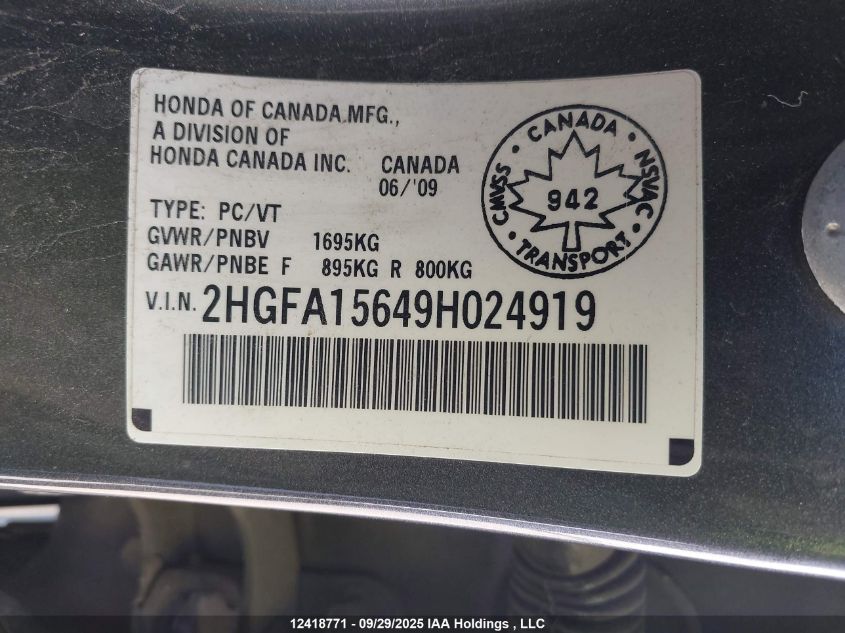 HONDA OF CANADA MFG.,
A DIVISION OF
HONDA CANADA INC. CANADA
06/'09
TYPE: PC/VT
GVWR/PNBV 1695KG
GAWR/PNBE F 895KG R 800KG
V.I.N. 2HGFA15649H024919
CANADA
CMVSS
NSVAC
942
TRANSPORT
12418771 - 09/29/2025 IAA Holdings , LLC